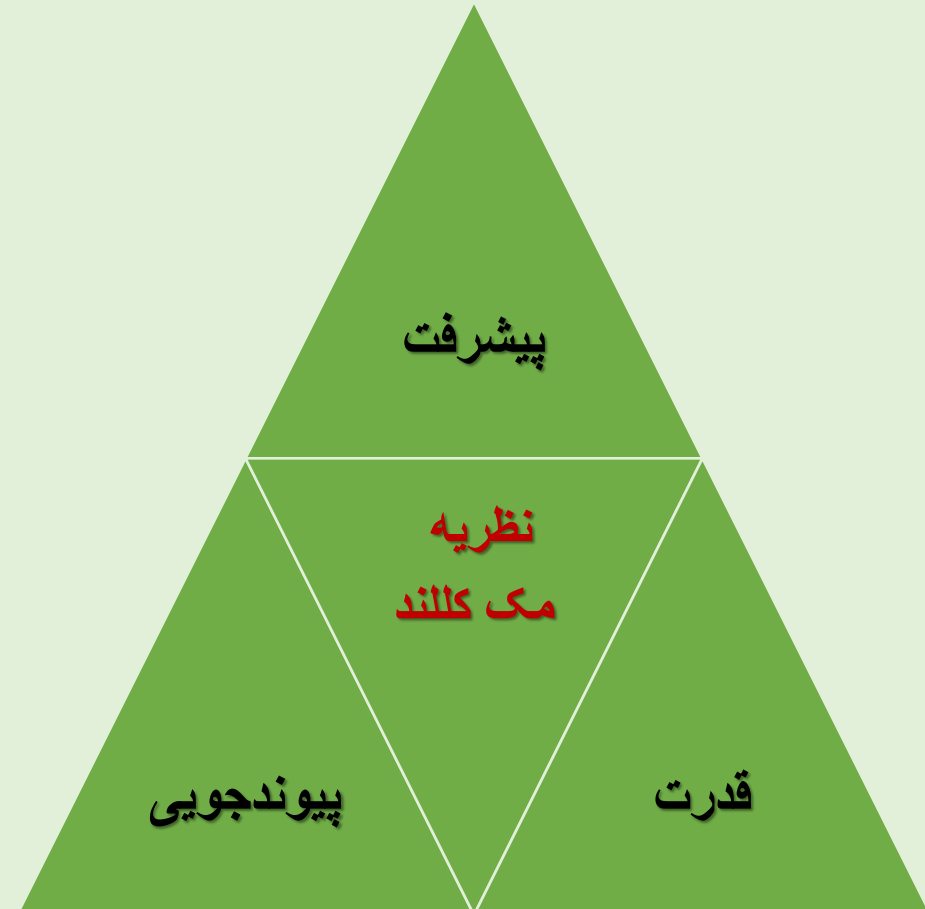 پیشرفت
نظریه
مک کللند
قدرت
پیوندجویی